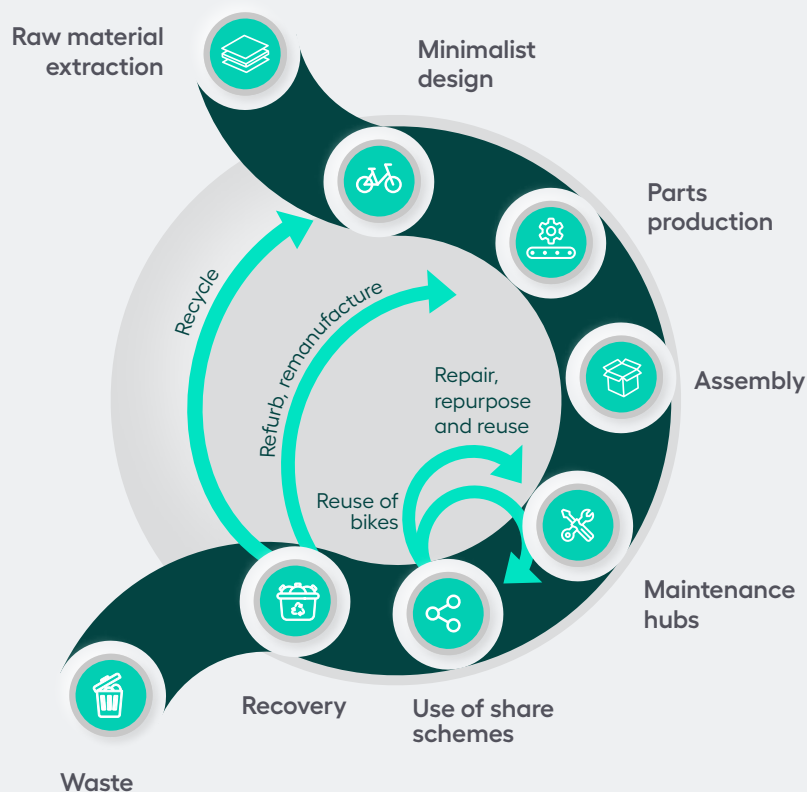 Raw material
extraction
Minimalist
design
Parts
production
Recycle
Refurb, remanufacture
Repair,
repurpose
and reuse
Assembly
Reuse of
bikes
Maintenance
hubs
Recovery
Use of share
schemes
Waste